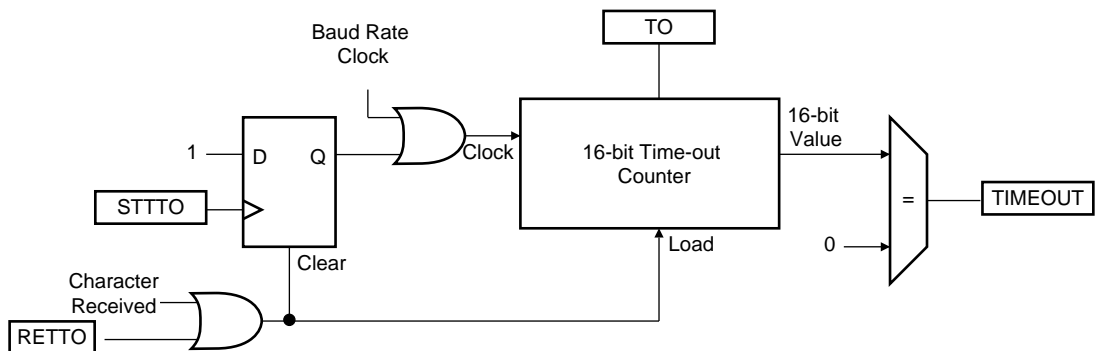 TO
Baud Rate
Clock
16-bit
Value
1
D
Q
Clock
16-bit Time-out
Counter
STTTO
=
TIMEOUT
Clear
Load
0
Character
Received
RETTO